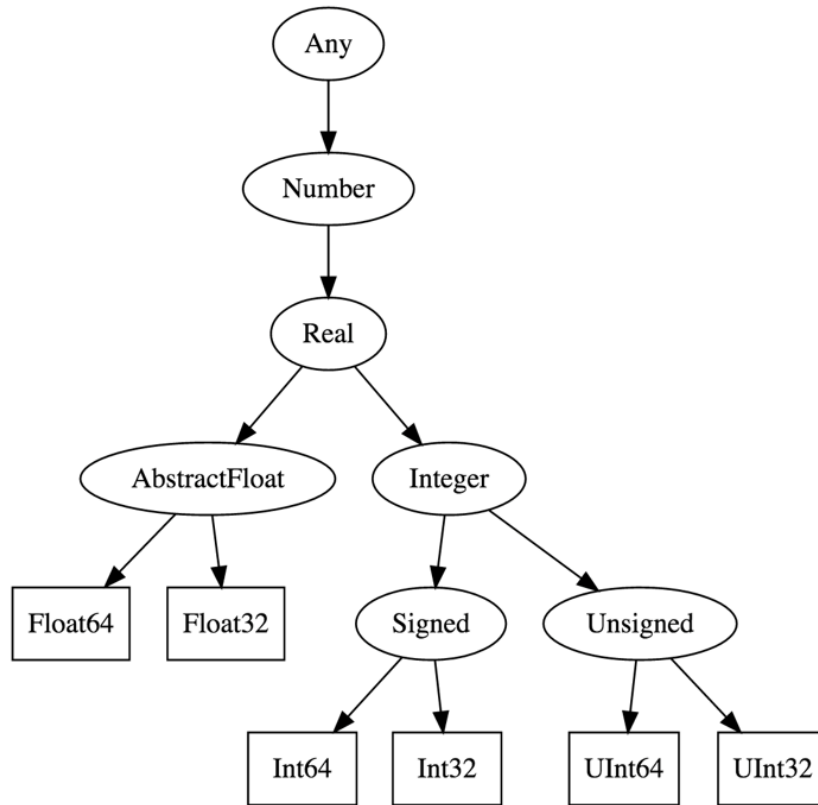 Any
Number
Real
AbstractFloat
Integer
Float64
Float32
Signed
Unsigned
Int64
Int32
UInt64
UInt32